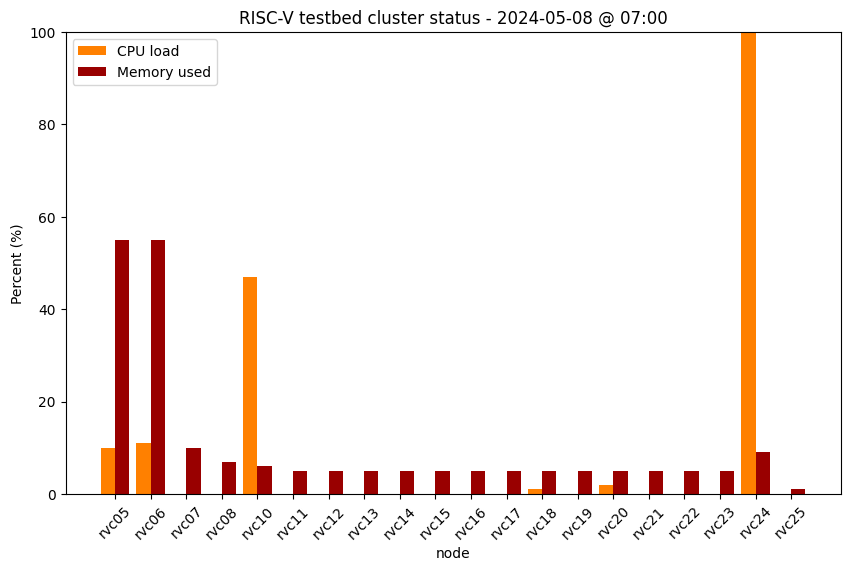 RISC-V testbed cluster status - 2024-05-08 @ 07:00
CPU load
Memory used
Percent (%)
100
80
60
40
20
0
rvc05
rvc06
rvc07
rvc08
rvc10
rvc11
rvc12
rvc13
rvc14
rvc15
rvc16
rvc17
rvc18
rvc19
rvc20
rvc21
rvc22
rvc23
rvc24
rvc25
node